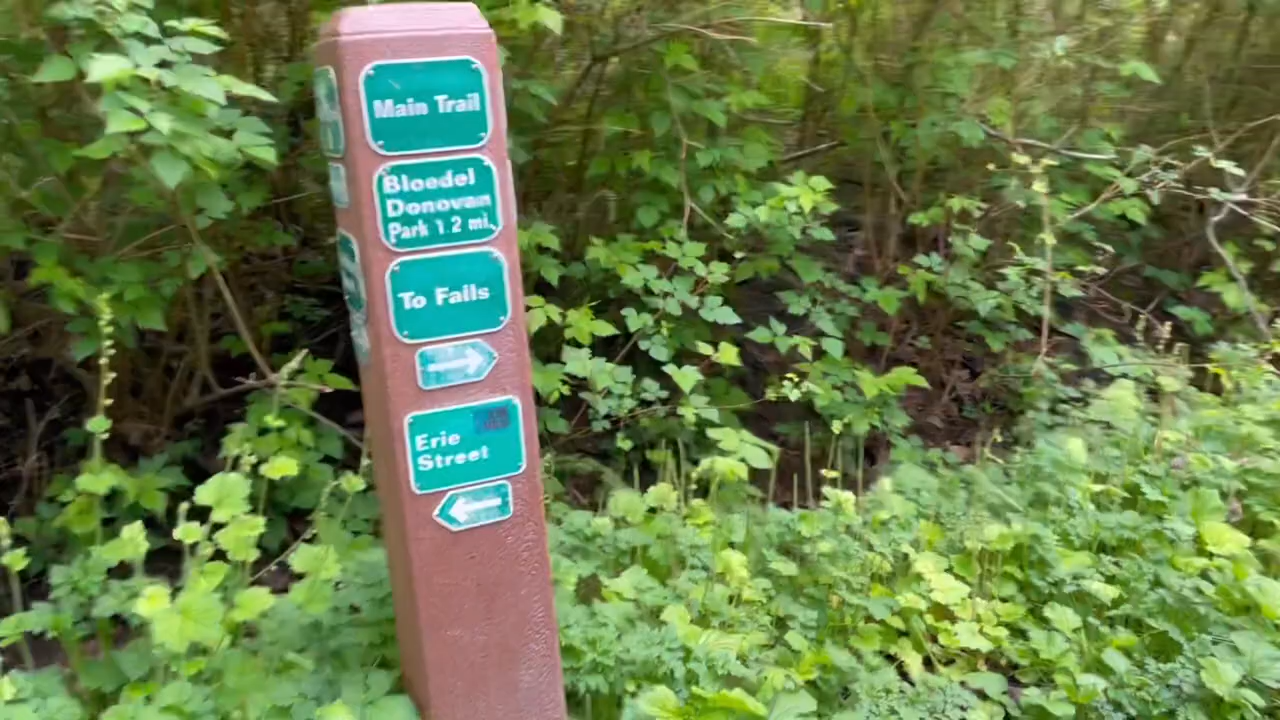 Main Trail
Bloedel
Donovan
Park 1.2 mi.
To Falls
Erie
Street